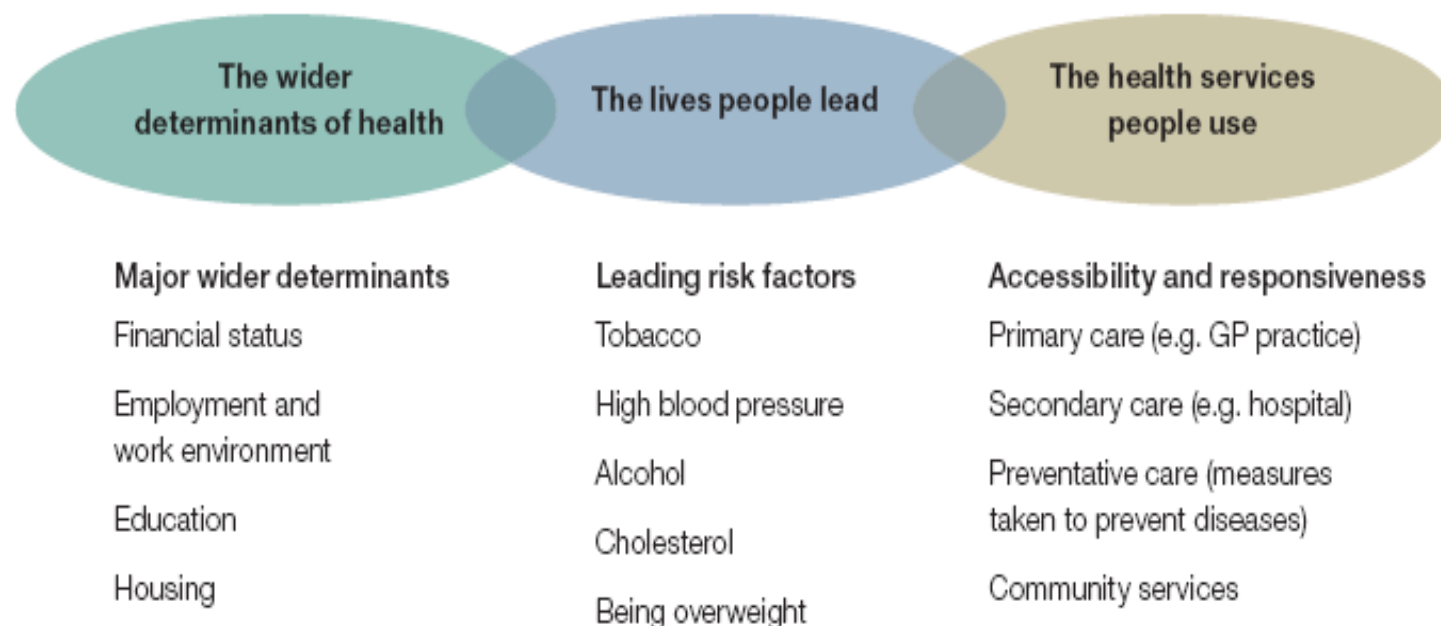 The wider
determinants of health
The lives people lead
The health services
people use
Major wider determinants
Financial status
Employment and
work environment
Education
Housing
Leading risk factors
Tobacco
High blood pressure
Alcohol
Cholesterol
Being overweight
Accessibility and responsiveness
Primary care (e.g. GP practice)
Secondary care (e.g. hospital)
Preventative care (measures
taken to prevent diseases)
Community services